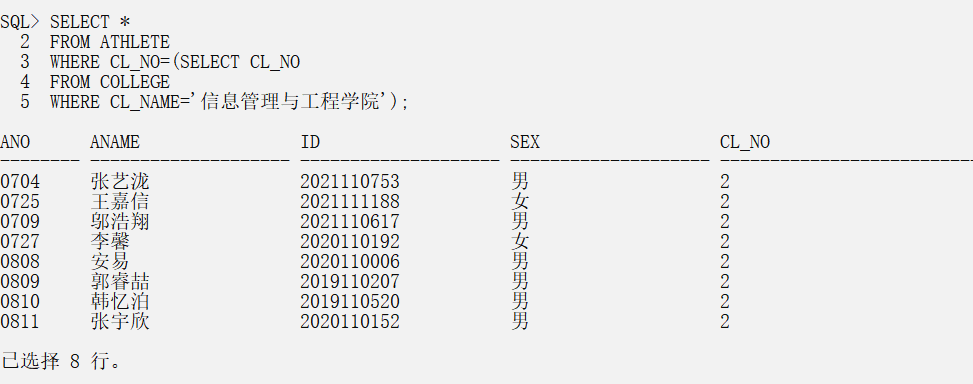 SQL> SELECT *
  2  FROM ATHLETE
  3  WHERE CL_NO=(SELECT CL_NO
  4  FROM COLLEGE
  5  WHERE CL_NAME='信息管理与工程学院');
ANO      ANAME                ID                   SEX                  CL_NO
-------- -------------------- -------------------- -------------------- --------------------------
0704     张艺泷               2021110753           男                   2
0725     王嘉信               2021111188           女                   2
0709     邬浩翔               2021110617           男                   2
0727     李馨                 2020110192           女                   2
0808     安易                 2020110006           男                   2
0809     郭睿喆               2019110207           男                   2
0810     韩忆泊               2019110520           男                   2
0811     张宇欣               2020110152           男                   2
已选择 8 行。